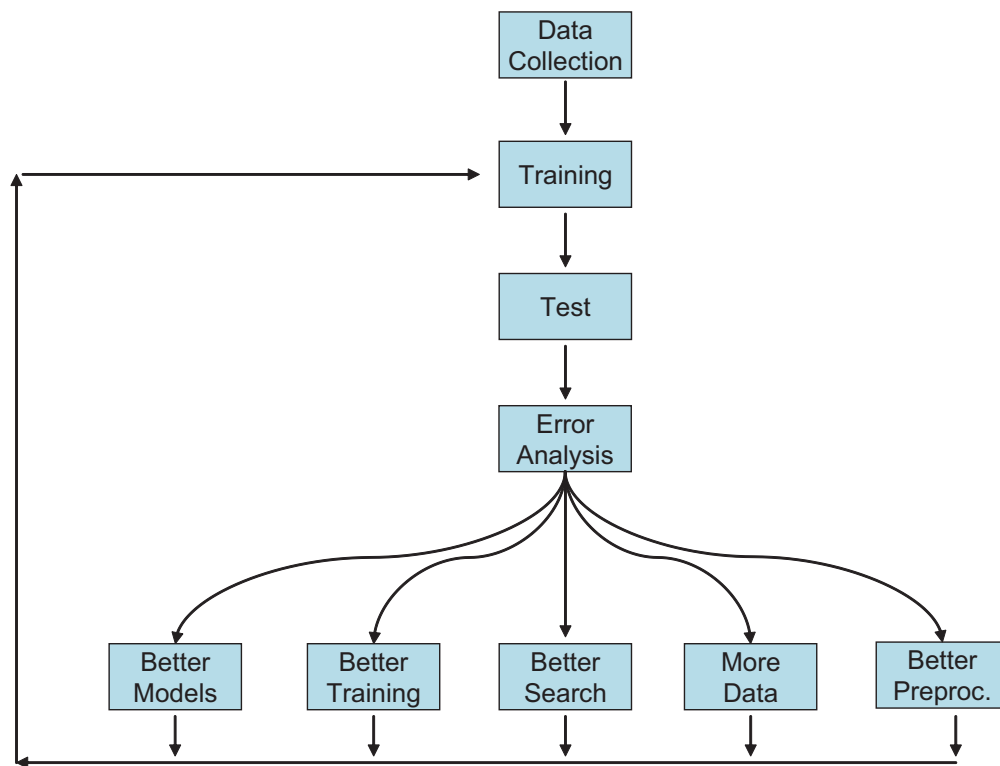 Data
Collection
Training
Test
Error
Analysis
Better
Models
Better
Training
Better
Search
More
Data
Better
Preproc.